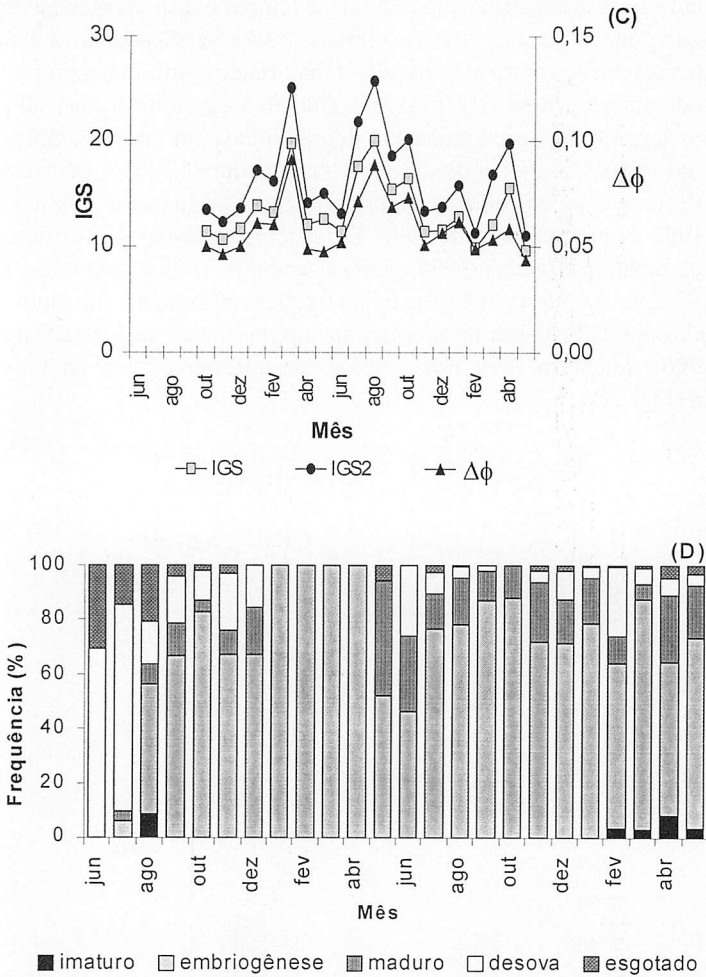 (C)
30
20
10
0
IGS
0,15
0,10
0,05
0,00
Δϕ
jun
ago
out
dez
fev
abr
jun
ago
out
dez
fev
abr
Mês
IGS
IGS2
Δϕ
(D)
100
80
60
40
20
0
Frequência (%)
jun
ago
out
dez
fev
abr
jun
ago
out
dez
fev
abr
Mês
imaturo
embriogênese
maduro
desova
esgotado